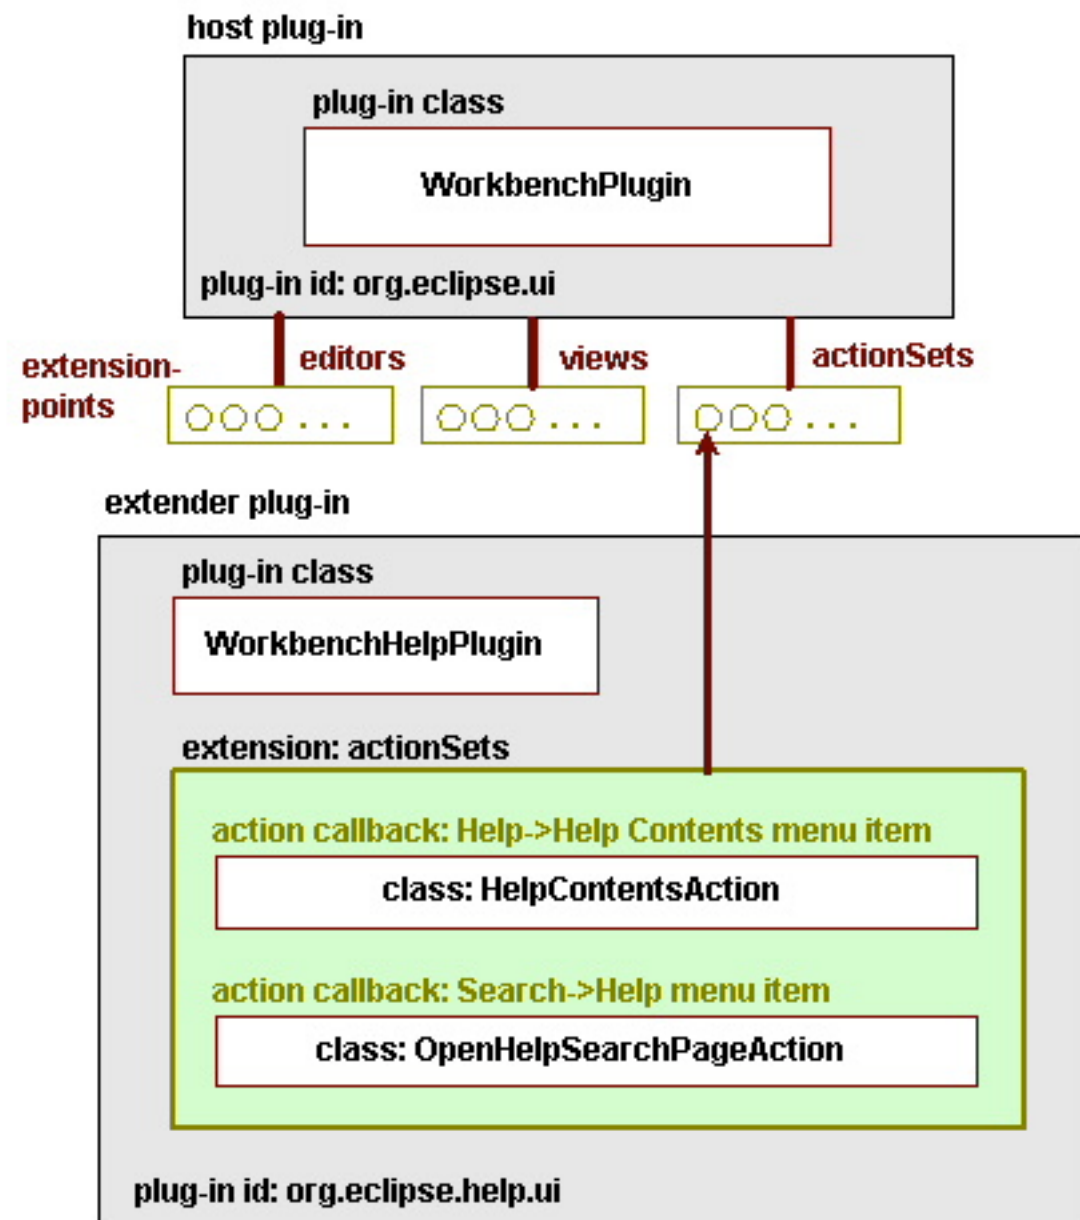 host plug-in
plug-in class
WorkbenchPlugin
plug-in id: org.eclipse.ui
extension-
points
editors
views
actionSets
...
...
...
extender plug-in
plug-in class
WorkbenchHelpPlugin
extension: actionSets
action callback: Help->Help Contents menu item
class: HelpContentsAction
action callback: Search->Help menu item
class: OpenHelpSearchPageAction
plug-in id: org.eclipse.help.ui